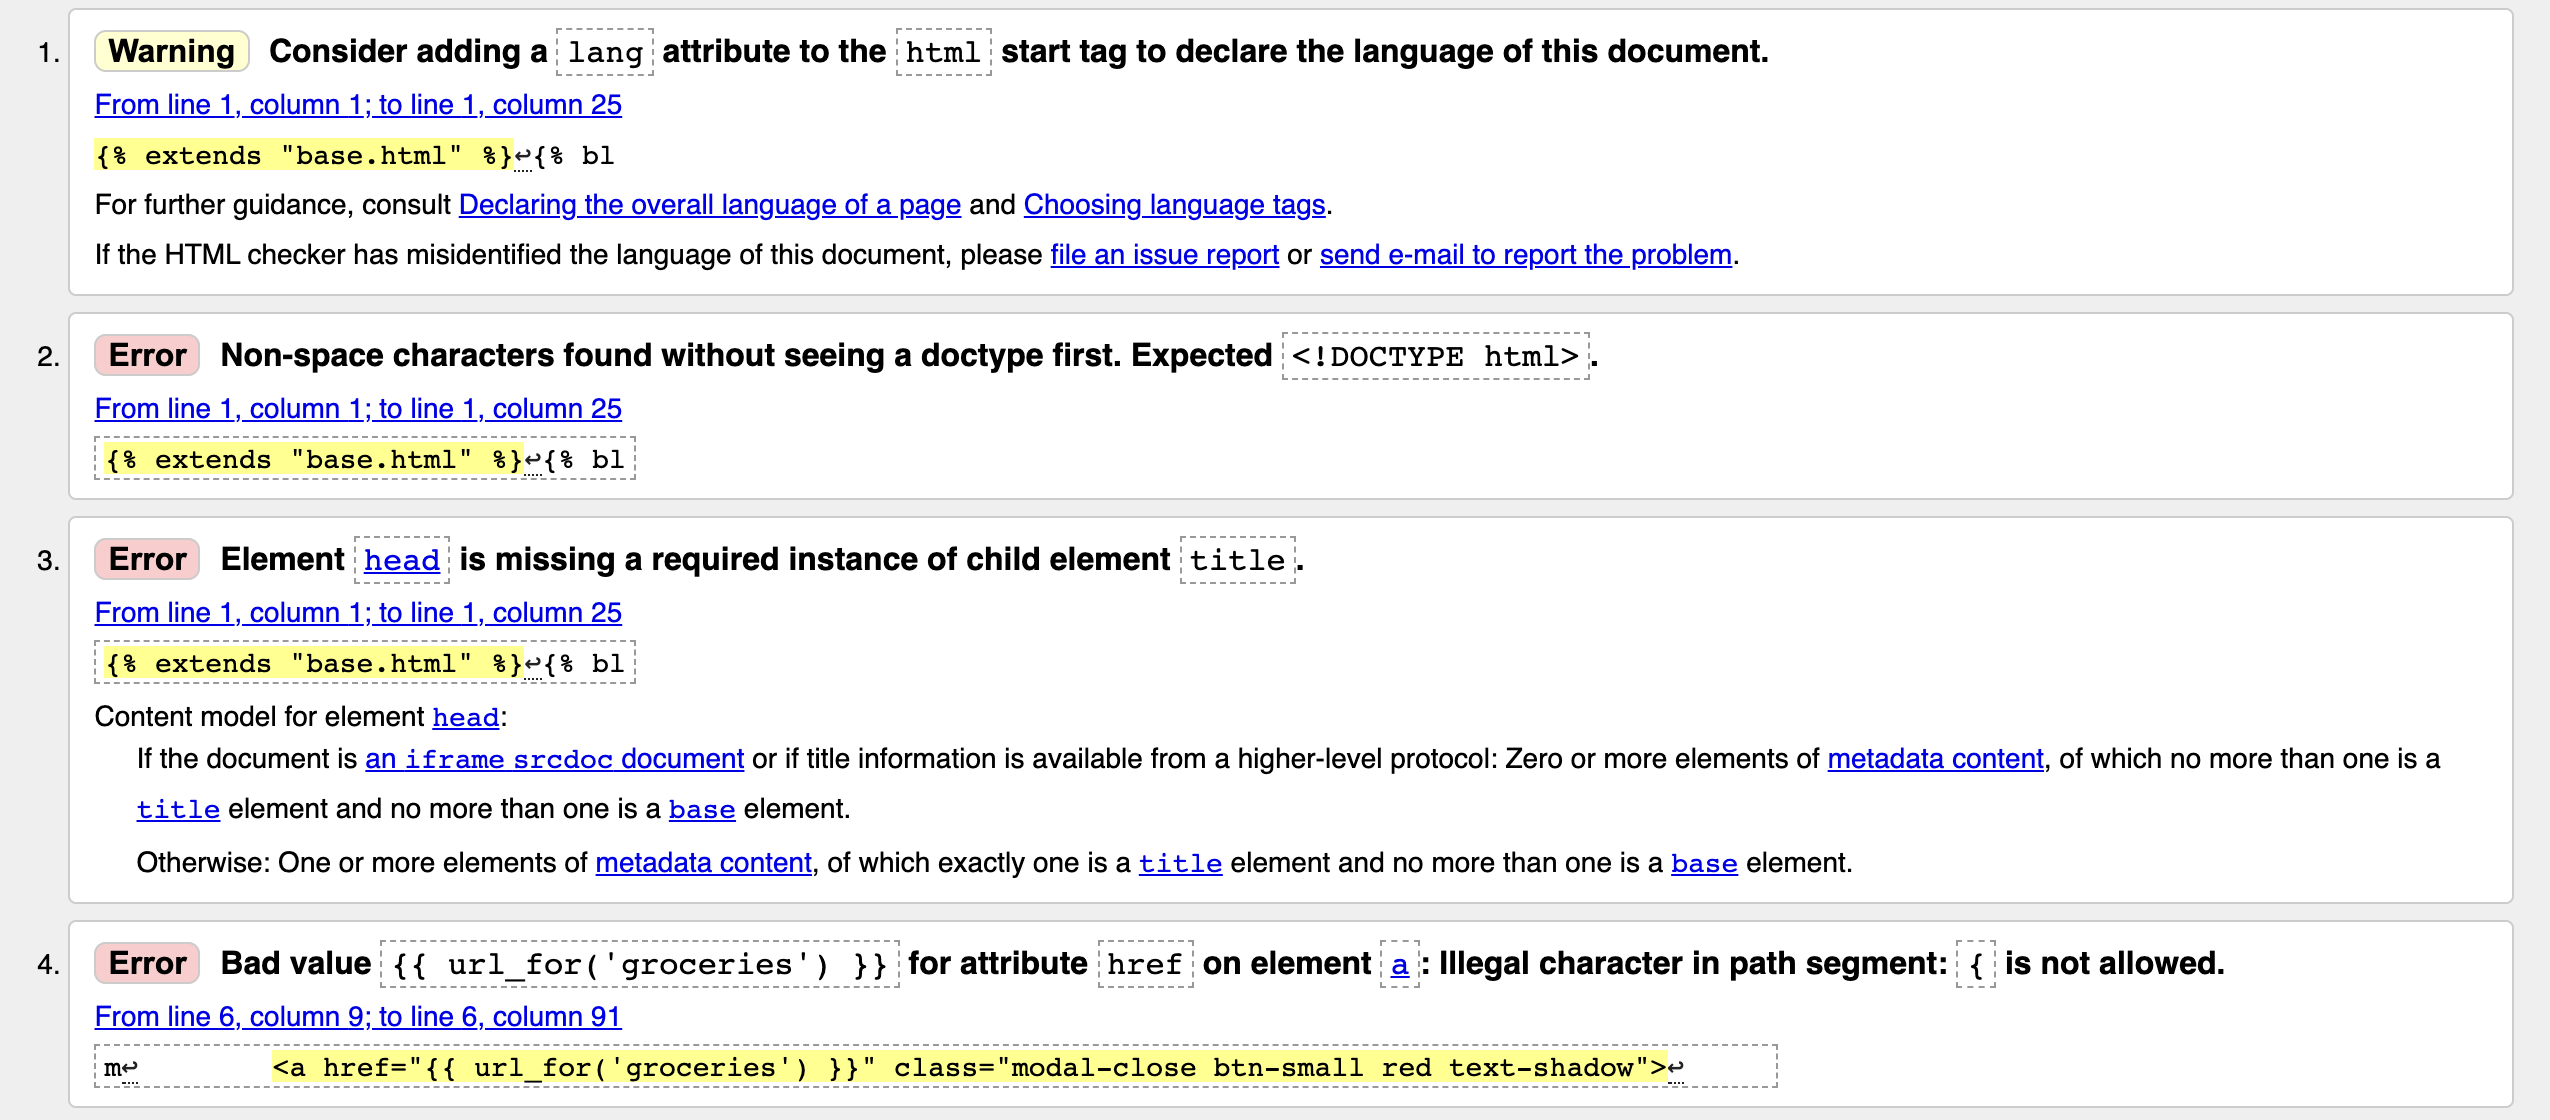 1. Warning Consider adding a lang attribute to the html start tag to declare the language of this document.
From line 1, column 1; to line 1, column 25
{% extends "base.html" %}↩{% bl
For further guidance, consult Declaring the overall language of a page and Choosing language tags.
If the HTML checker has misidentified the language of this document, please file an issue report or send e-mail to report the problem.
2. Error Non-space characters found without seeing a doctype first. Expected <!DOCTYPE html>.
From line 1, column 1; to line 1, column 25
{% extends "base.html" %}↩{% bl
3. Error Element head is missing a required instance of child element title.
From line 1, column 1; to line 1, column 25
{% extends "base.html" %}↩{% bl
Content model for element head:
If the document is an iframe srcdoc document or if title information is available from a higher-level protocol: Zero or more elements of metadata content, of which no more than one is a
title element and no more than one is a base element.
Otherwise: One or more elements of metadata content, of which exactly one is a title element and no more than one is a base element.
4. Error Bad value {{ url_for('groceries') }} for attribute href on element a: Illegal character in path segment: { is not allowed.
From line 6, column 9; to line 6, column 91
m↩ <a href="{{ url_for('groceries') }}" class="modal-close btn-small red text-shadow">↩